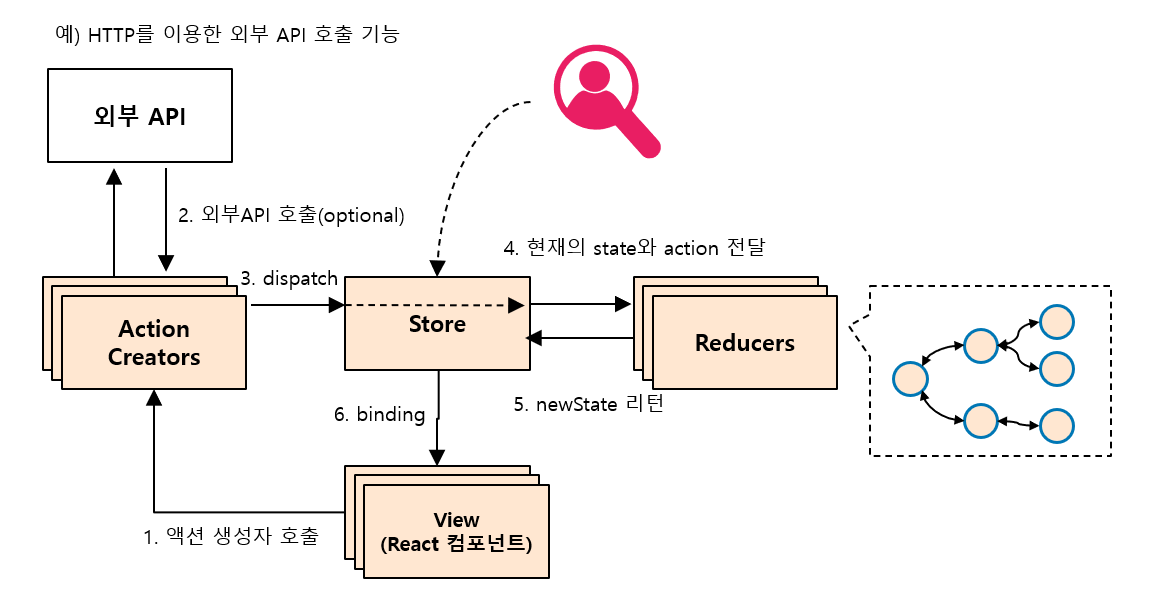 예) HTTP를 이용한 외부 API 호출 기능
외부 API
2. 외부API 호출(optional)
4. 현재의 state와 action 전달
3. dispatch
Action
Creators
Store
Reducers
5. newState 리턴
6. binding
1. 액션 생성자 호출
View
(React 컴포넌트)